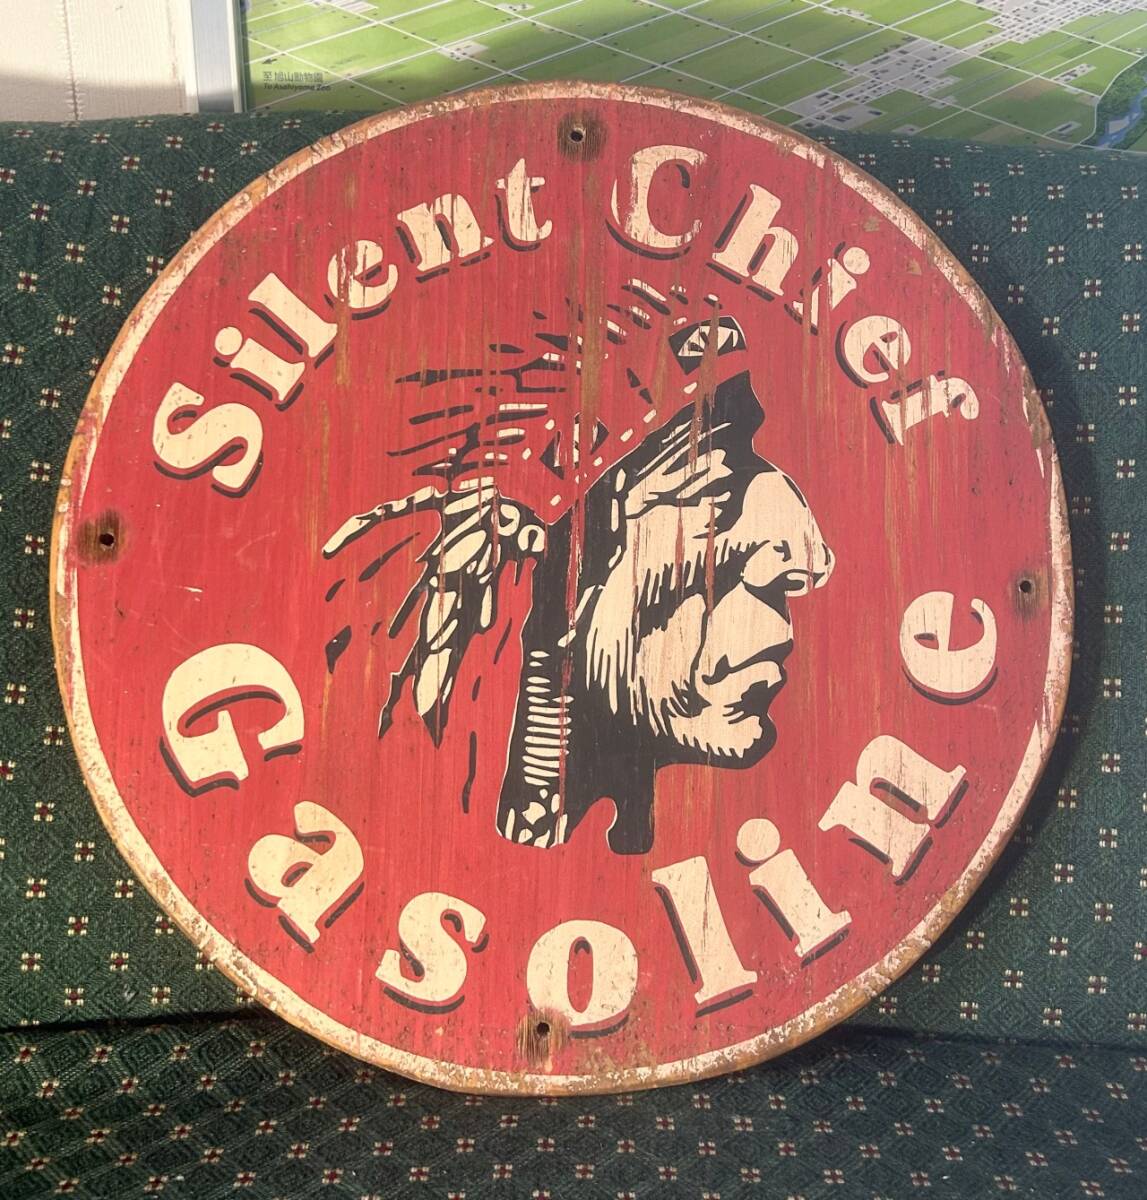 至 旭山動物園
To Asahiyama Zoo
Silent Chief
Gasoline